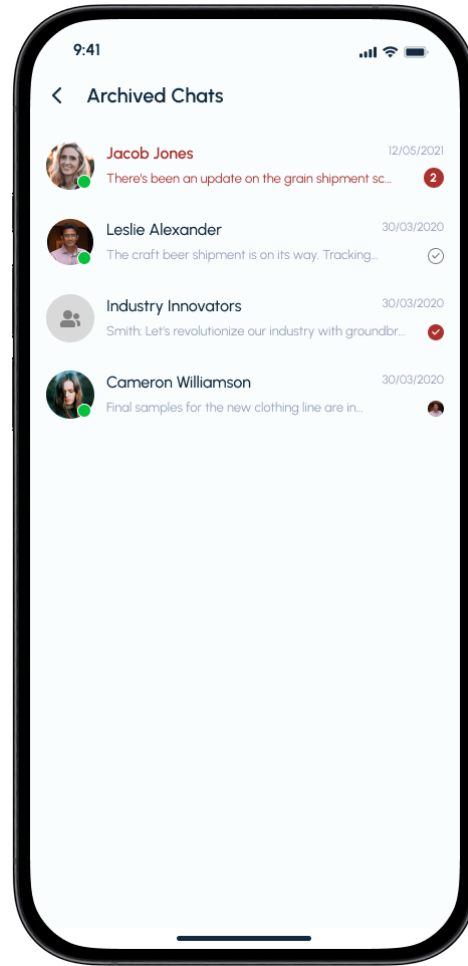 9:41
Archived Chats
Jacob Jones 12/05/2021
There's been an update on the grain shipment sc... 2
Leslie Alexander 30/03/2020
The craft beer shipment is on its way. Tracking...
Industry Innovators 30/03/2020
Smith: Let's revolutionize our industry with groundbr...
Cameron Williamson 30/03/2020
Final samples for the new clothing line are in...